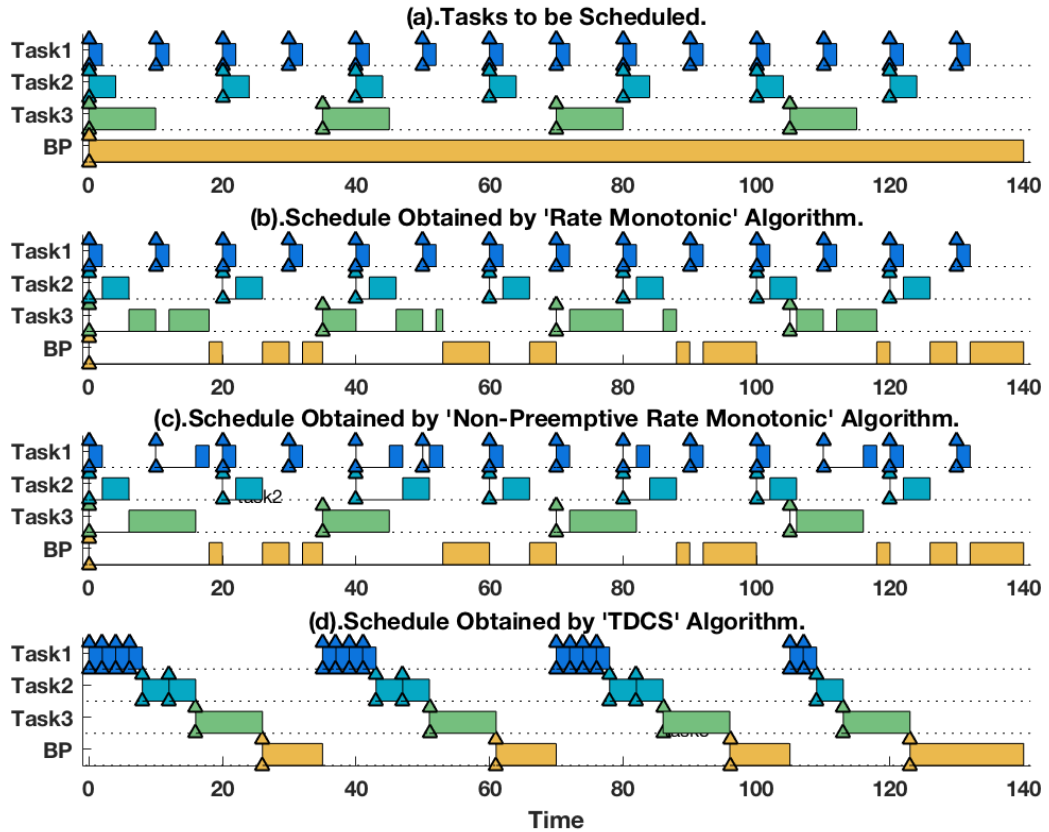 (a).Tasks to be Scheduled.
Task1
Task2
Task3
BP
0 20 40 60 80 100 120 140
(b).Schedule Obtained by 'Rate Monotonic' Algorithm.
Task1
Task2
Task3
BP
0 20 40 60 80 100 120 140
(c).Schedule Obtained by 'Non-Preemptive Rate Monotonic' Algorithm.
Task1
Task2
task2
Task3
BP
0 20 40 60 80 100 120 140
(d).Schedule Obtained by 'TDCS' Algorithm.
Task1
Task2
Task3
BP
0 20 40 60 80 100 120 140
Time